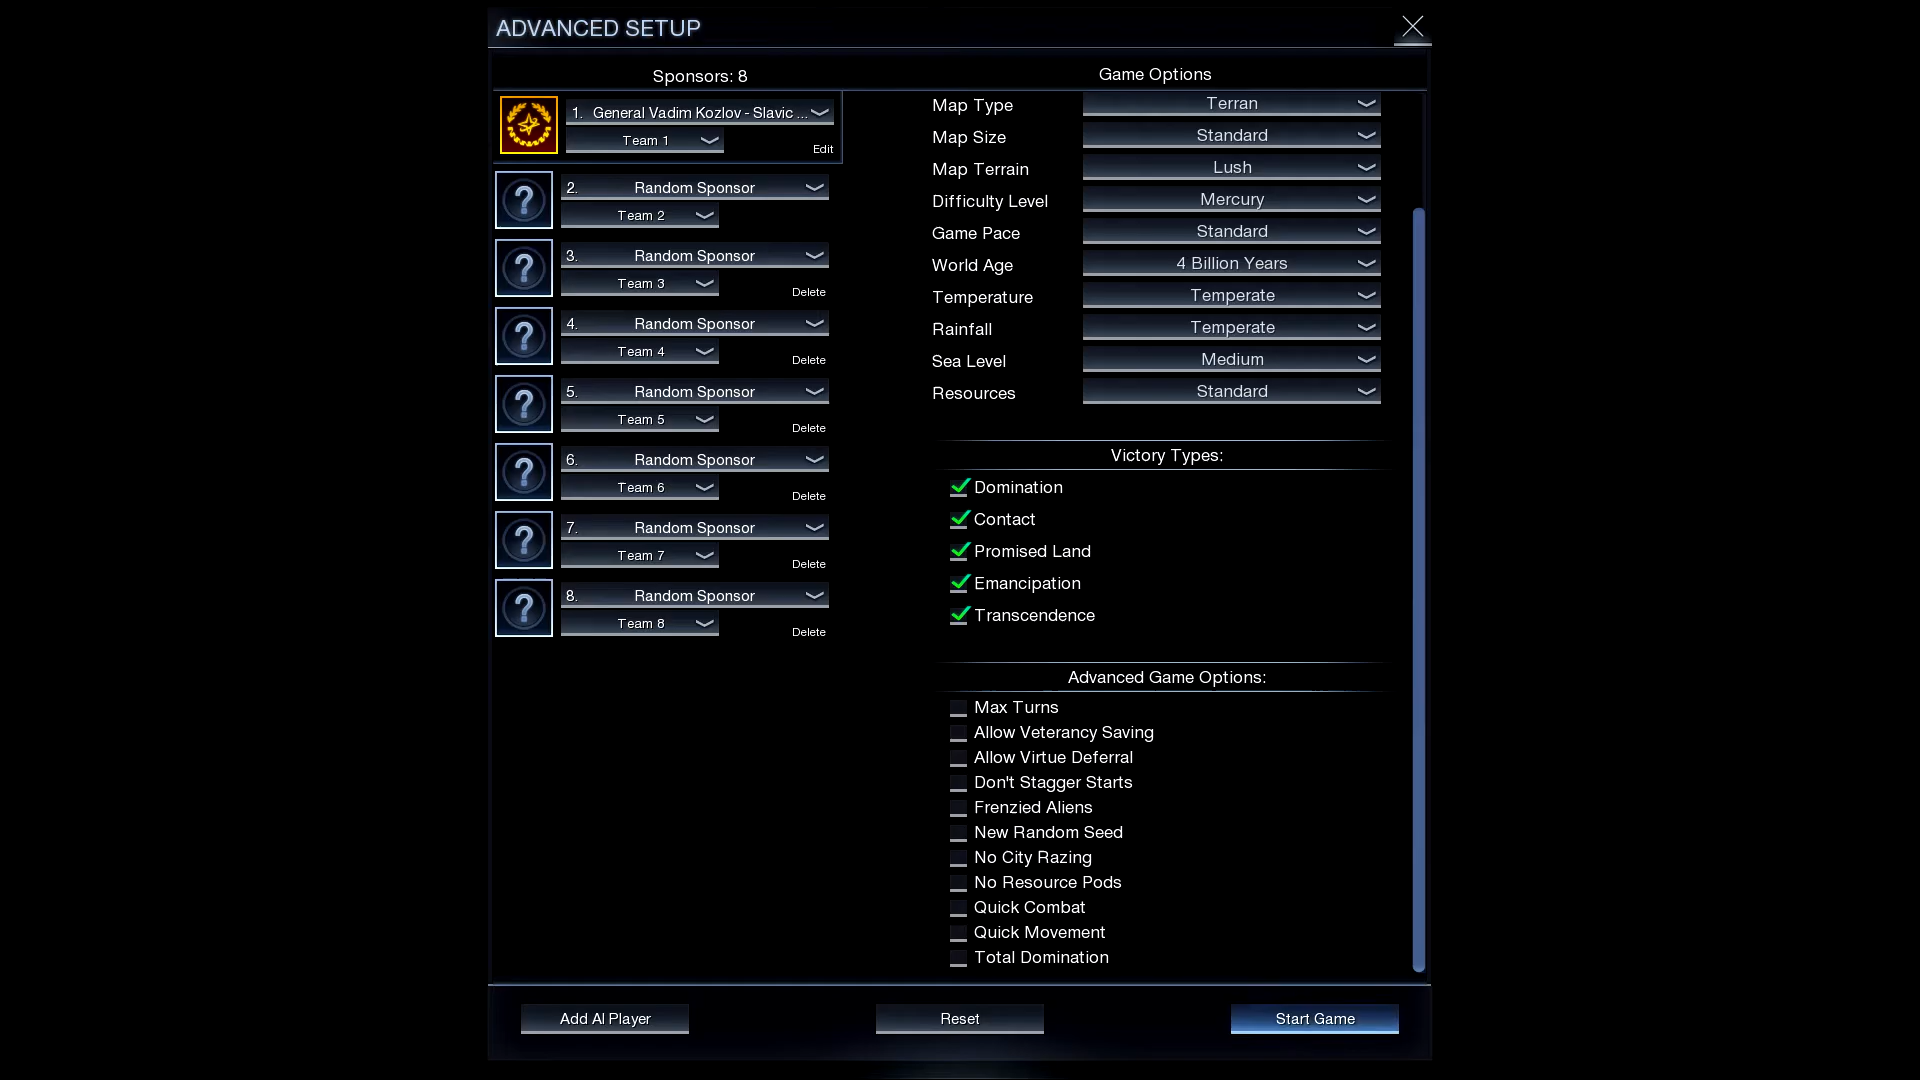 ADVANCED SETUP
Sponsors: 8
1. General Vadim Kozlov - Slavic ...
Team 1
Edit
2. Random Sponsor
Team 2
3. Random Sponsor
Team 3
Delete
4. Random Sponsor
Team 4
Delete
5. Random Sponsor
Team 5
Delete
6. Random Sponsor
Team 6
Delete
7. Random Sponsor
Team 7
Delete
8. Random Sponsor
Team 8
Delete
Game Options
Map Type Terran
Map Size Standard
Map Terrain Lush
Difficulty Level Mercury
Game Pace Standard
World Age 4 Billion Years
Temperature Temperate
Rainfall Temperate
Sea Level Medium
Resources Standard
Victory Types:
Domination
Contact
Promised Land
Emancipation
Transcendence
Advanced Game Options:
Max Turns
Allow Veterancy Saving
Allow Virtue Deferral
Don't Stagger Starts
Frenzied Aliens
New Random Seed
No City Razing
No Resource Pods
Quick Combat
Quick Movement
Total Domination
Add AI Player
Reset
Start Game